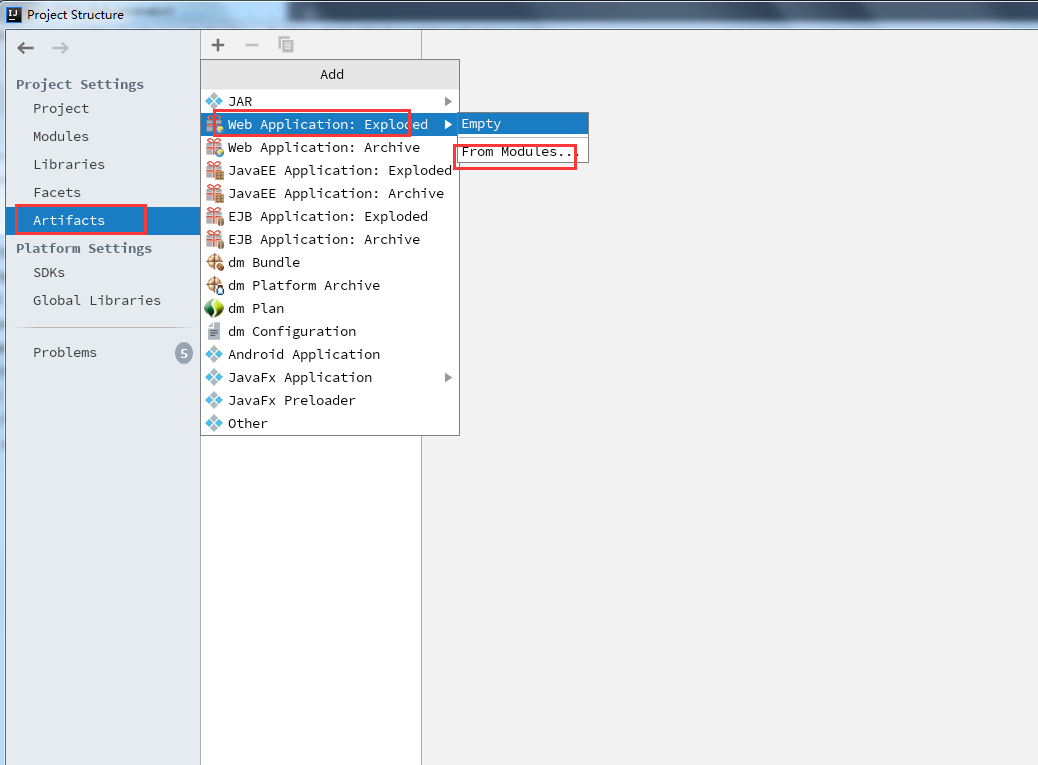 IJ Project Structure
Project Settings
Project
Modules
Libraries
Facets
Artifacts
Platform Settings
SDKs
Global Libraries
Problems 5
Add
JAR
Web Application: Exploded
Web Application: Archive
JavaEE Application: Exploded
JavaEE Application: Archive
EJB Application: Exploded
EJB Application: Archive
dm Bundle
dm Platform Archive
dm Plan
dm Configuration
Android Application
JavaFx Application
JavaFx Preloader
Other
Empty
From Modules...